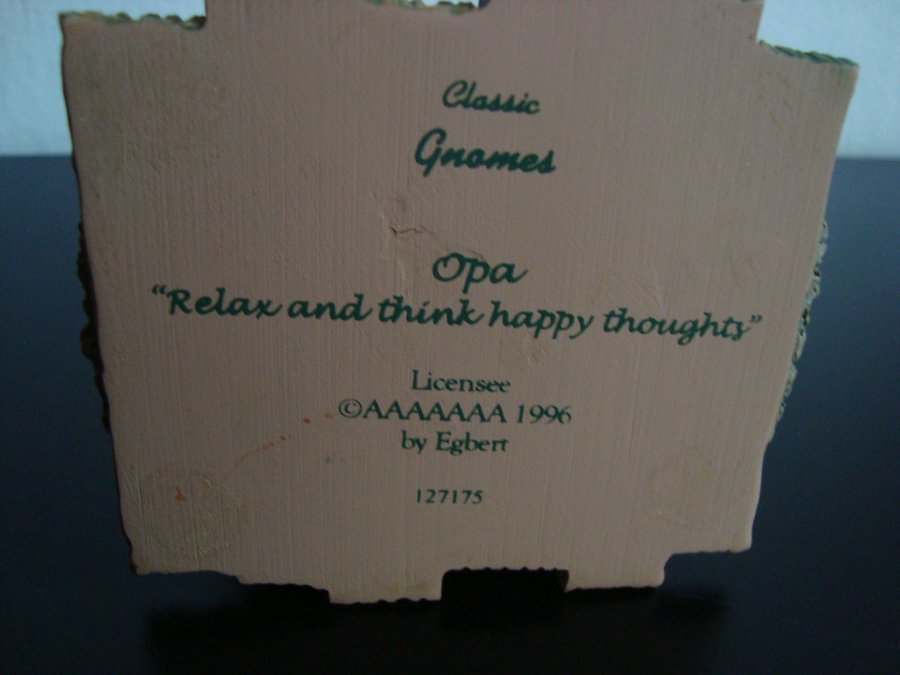 Classic
Gnomes
Opa
“Relax and think happy thoughts”
Licensee
©AAAAAAA 1996
by Egbert
127175